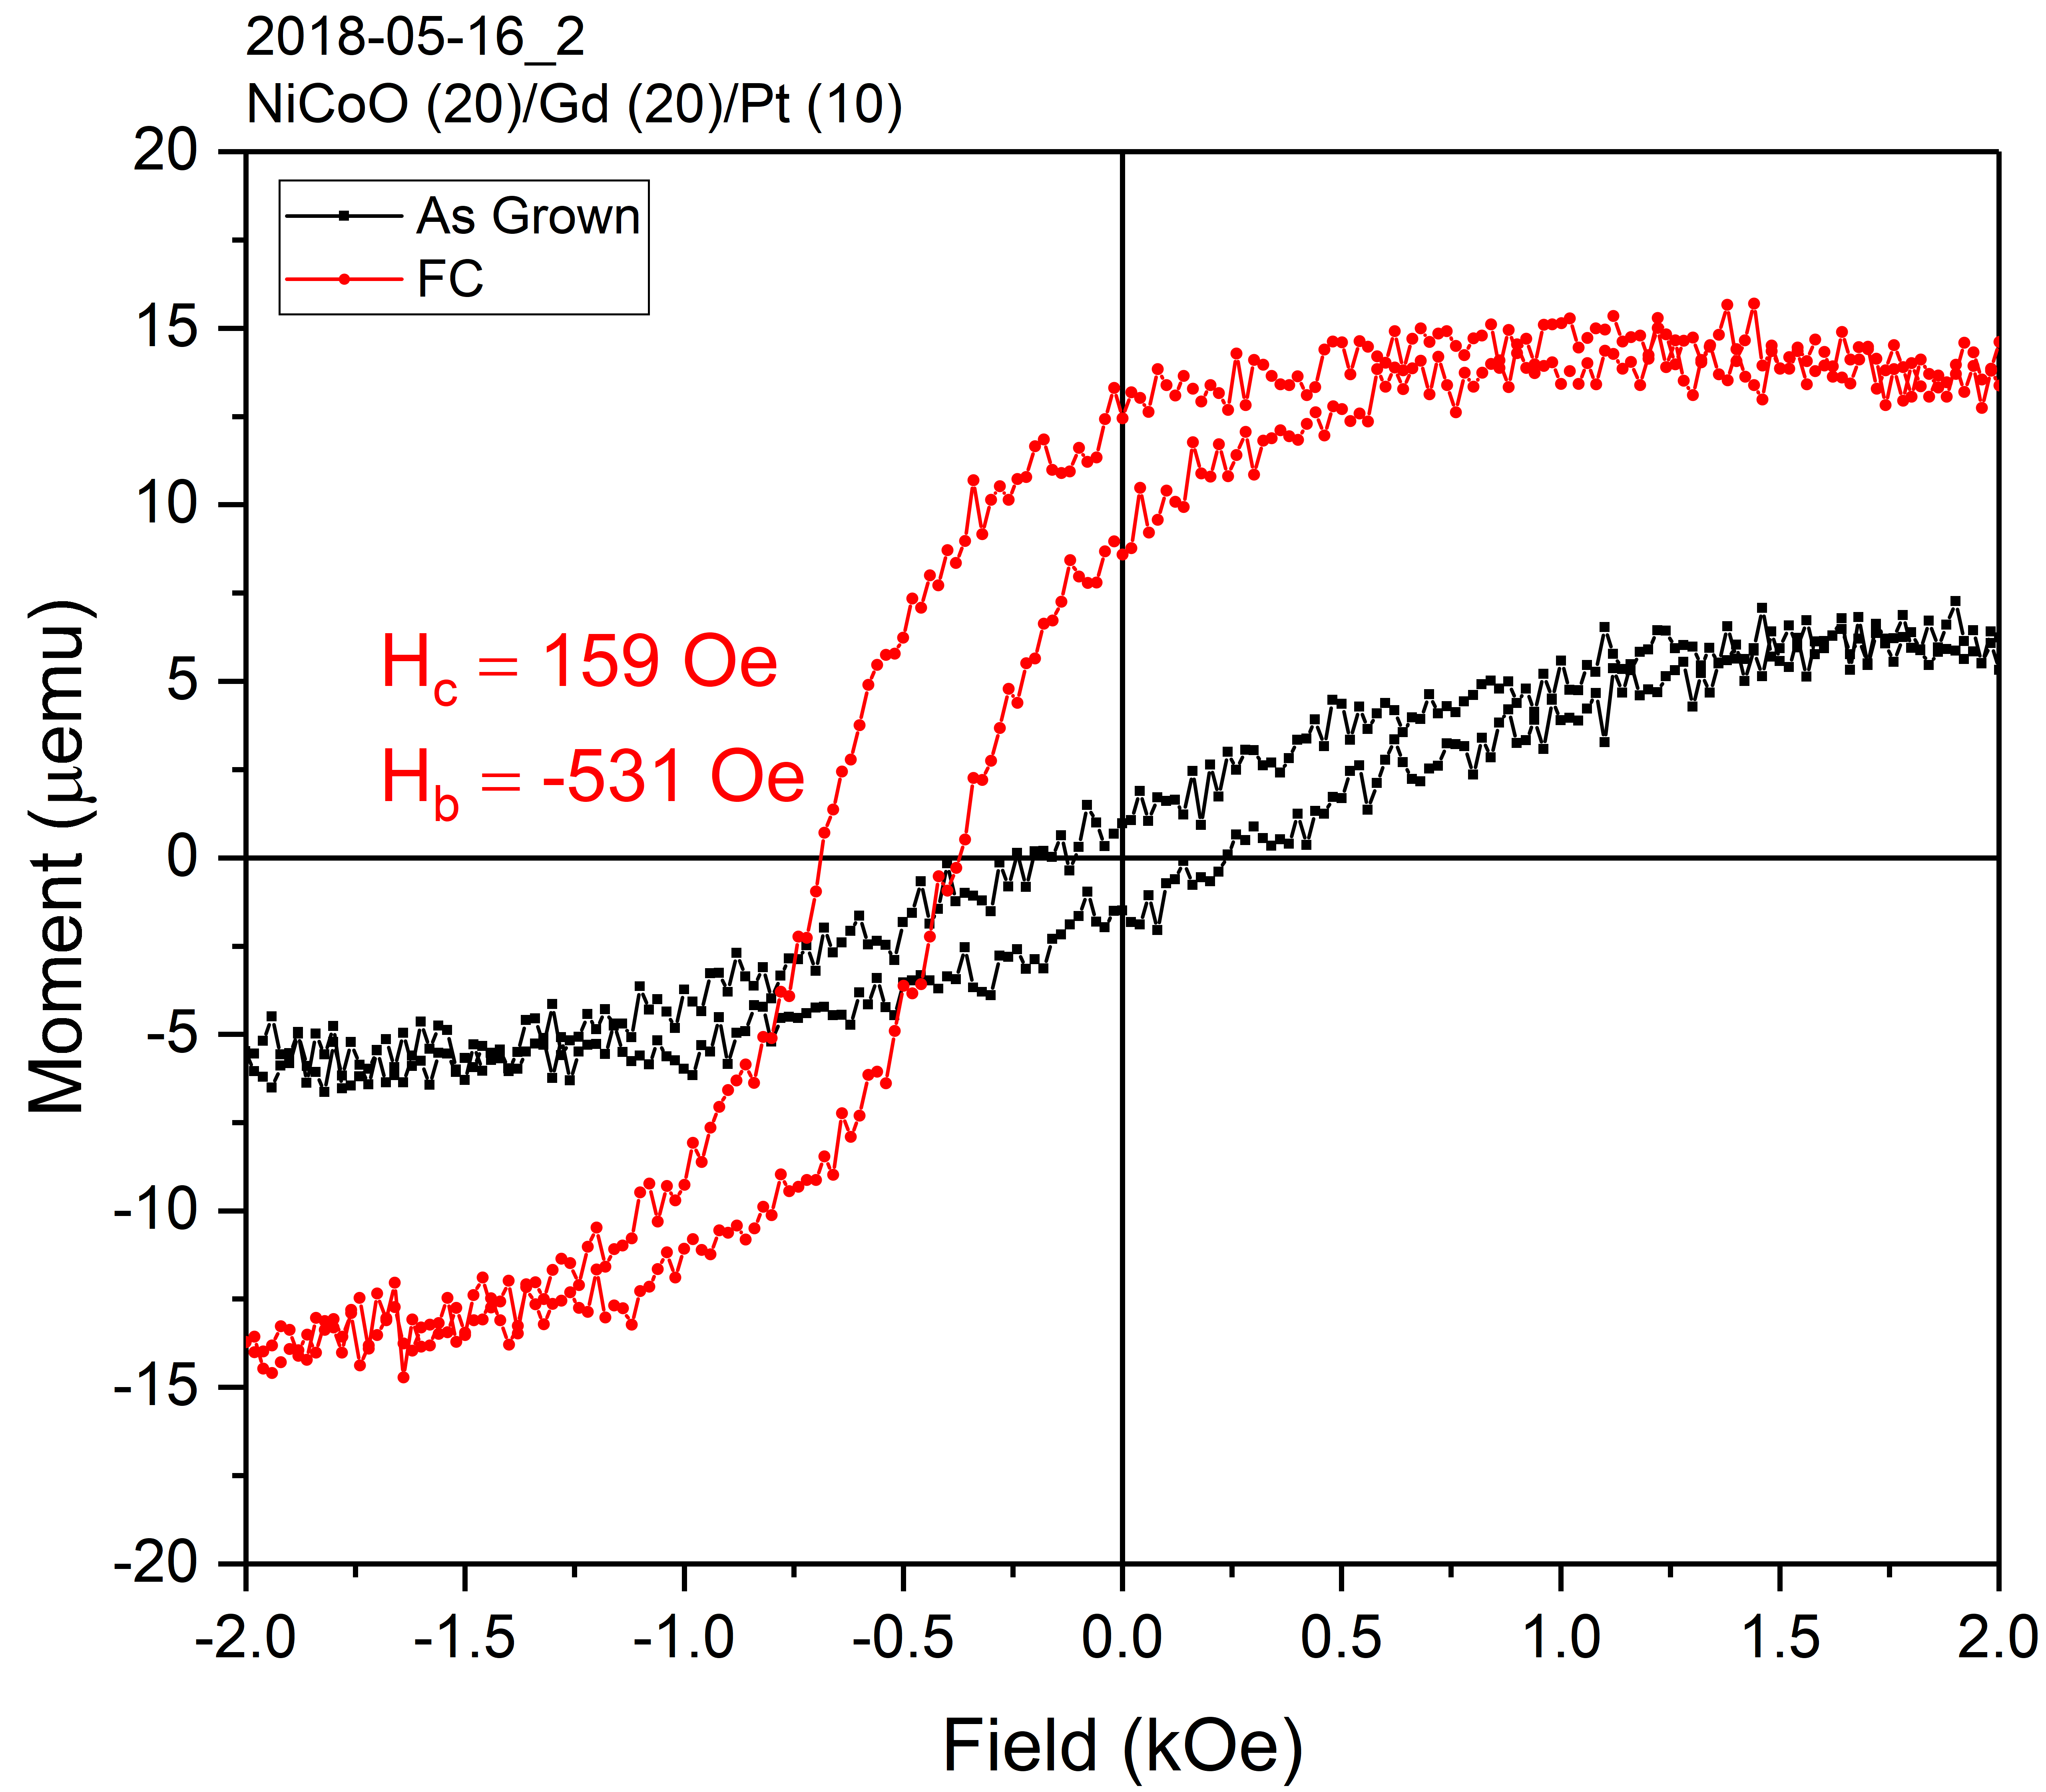 2018-05-16_2
NiCoO (20)/Gd (20)/Pt (10)
As Grown
FC
H_c = 159 Oe
H_b = -531 Oe
Moment (μemu)
20
15
10
5
0
-5
-10
-15
-20
-2.0 -1.5 -1.0 -0.5 0.0 0.5 1.0 1.5 2.0
Field (kOe)